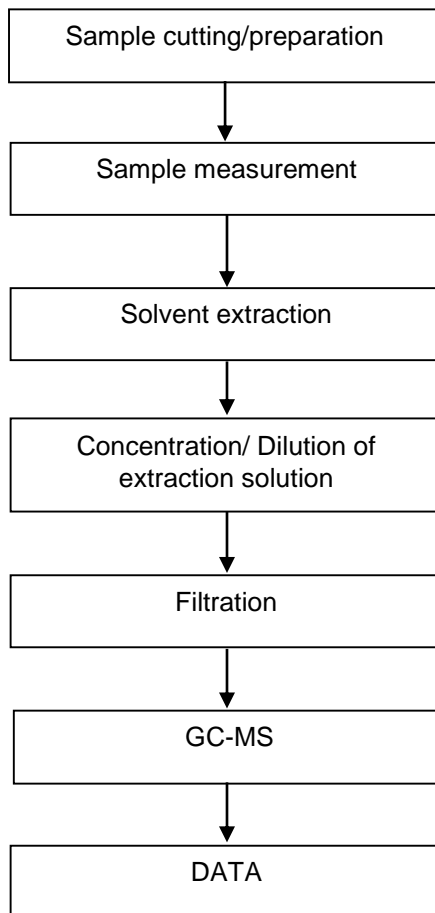 Sample cutting/preparation
Sample measurement
Solvent extraction
Concentration/ Dilution of
extraction solution
Filtration
GC-MS
DATA